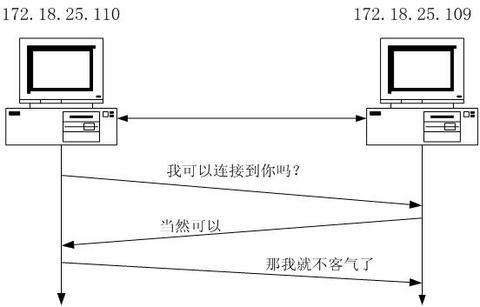 172.18.25.110
172.18.25.109
我可以连接到你吗?
当然可以
那我就不客气了